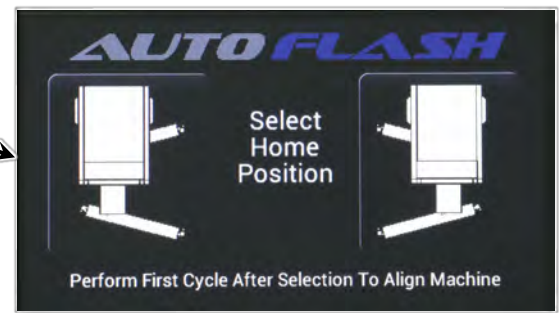 AUTO FLASH
Select
Home
Position
Perform First Cycle After Selection To Align Machine